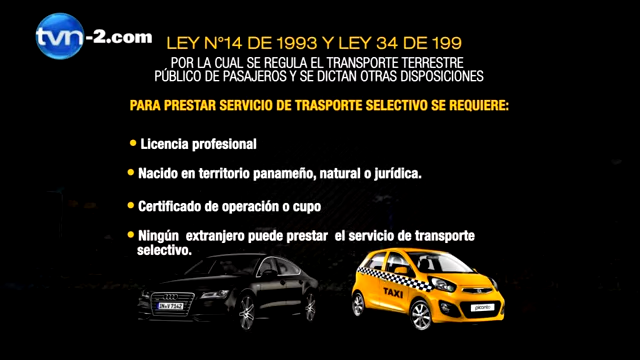 tvn-2.com
LEY N°14 DE 1993 Y LEY 34 DE 199
POR LA CUAL SE REGULA EL TRANSPORTE TERRESTRE
PÚBLICO DE PASAJEROS Y SE DICTAN OTRAS DISPOSICIONES
PARA PRESTAR SERVICIO DE TRASPORTE SELECTIVO SE REQUIERE:
• Licencia profesional
• Nacido en territorio panameño, natural o jurídica.
• Certificado de operación o cupo
• Ningún extranjero puede prestar el servicio de transporte
selectivo.
TAXI
picanto